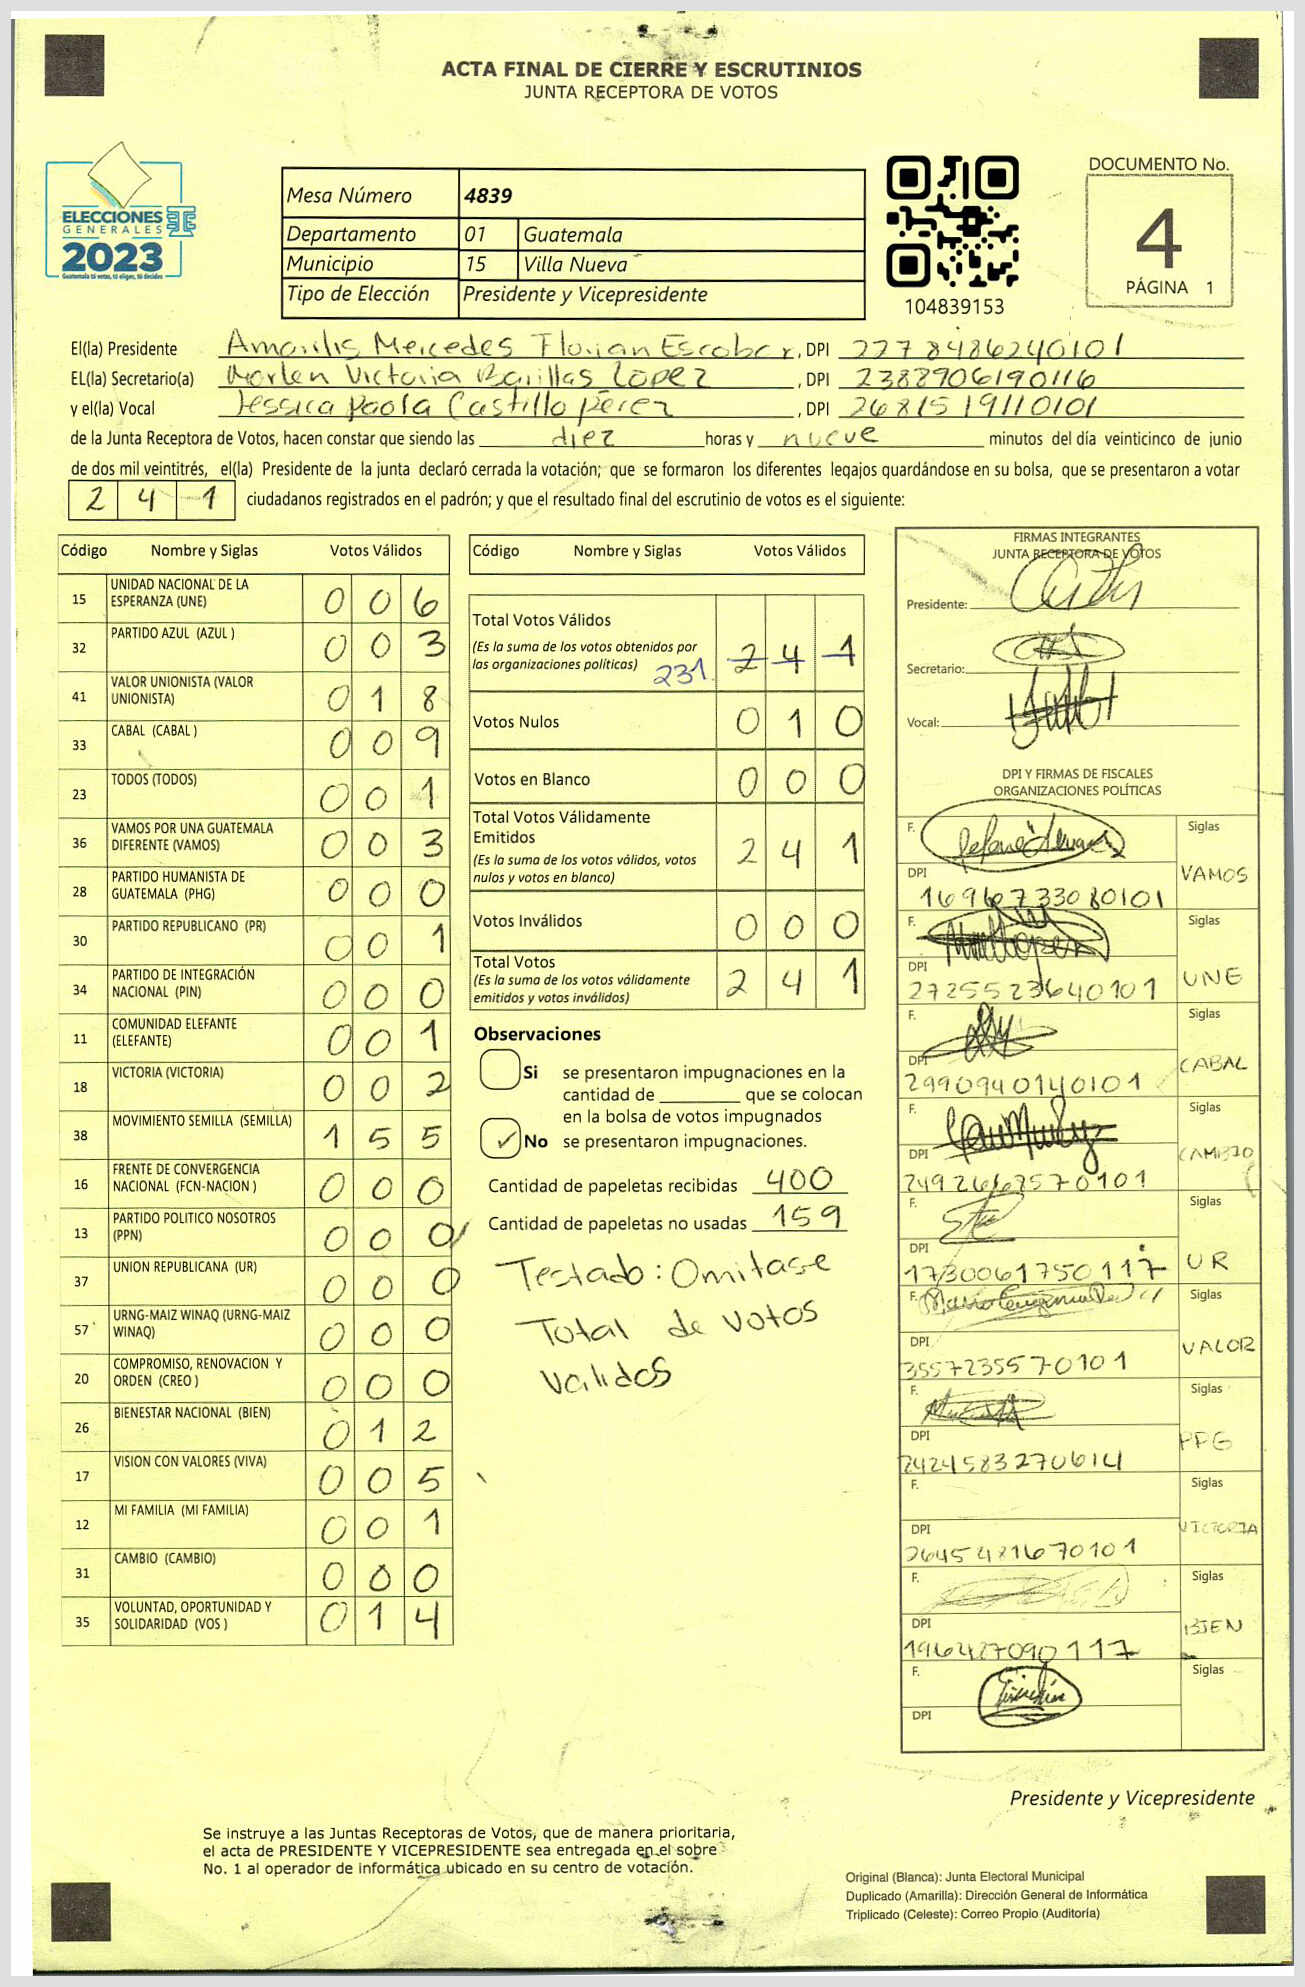 ACTA FINAL DE CIERRE Y ESCRUTINIOS
JUNTA RECEPTORA DE VOTOS
ELECCIONES
GENERALES
2023
Guatemala tú votas, tú eliges, tú decides
Mesa Número 4839
Departamento 01 Guatemala
Municipio 15 Villa Nueva
Tipo de Elección Presidente y Vicepresidente
104839153
DOCUMENTO No.
4
PÁGINA 1
El(la) Presidente Amarilis Mercedes Florian Escobar, DPI 2278486240101
EL(la) Secretario(a) Marlen Victoria Barillas Lopez, DPI 2382906190116
y el(la) Vocal Jessica Paola Castillo Pérez, DPI 2681519110101
de la Junta Receptora de Votos, hacen constar que siendo las diez horas y nueve minutos del día veinticinco de junio
de dos mil veintitrés, el(la) Presidente de la junta declaró cerrada la votación; que se formaron los diferentes legajos guardándose en su bolsa, que se presentaron a votar
2 4 1 ciudadanos registrados en el padrón; y que el resultado final del escrutinio de votos es el siguiente:
Código Nombre y Siglas Votos Válidos
15 UNIDAD NACIONAL DE LA ESPERANZA (UNE) 0 0 6
32 PARTIDO AZUL (AZUL ) 0 0 3
41 VALOR UNIONISTA (VALOR UNIONISTA) 0 1 8
33 CABAL (CABAL ) 0 0 9
23 TODOS (TODOS) 0 0 1
36 VAMOS POR UNA GUATEMALA DIFERENTE (VAMOS) 0 0 3
28 PARTIDO HUMANISTA DE GUATEMALA (PHG) 0 0 0
30 PARTIDO REPUBLICANO (PR) 0 0 1
34 PARTIDO DE INTEGRACIÓN NACIONAL (PIN) 0 0 0
11 COMUNIDAD ELEFANTE (ELEFANTE) 0 0 1
18 VICTORIA (VICTORIA) 0 0 2
38 MOVIMIENTO SEMILLA (SEMILLA) 1 5 5
16 FRENTE DE CONVERGENCIA NACIONAL (FCN-NACION ) 0 0 0
13 PARTIDO POLITICO NOSOTROS (PPN) 0 0 0
37 UNION REPUBLICANA (UR) 0 0 0
57 URNG-MAIZ WINAQ (URNG-MAIZ WINAQ) 0 0 0
20 COMPROMISO, RENOVACION Y ORDEN (CREO ) 0 0 0
26 BIENESTAR NACIONAL (BIEN) 0 1 2
17 VISION CON VALORES (VIVA) 0 0 5
12 MI FAMILIA (MI FAMILIA) 0 0 1
31 CAMBIO (CAMBIO) 0 0 0
35 VOLUNTAD, OPORTUNIDAD Y SOLIDARIDAD (VOS ) 0 1 4
Código Nombre y Siglas Votos Válidos
Total Votos Válidos
(Es la suma de los votos obtenidos por
las organizaciones políticas) 231. 2 4 1
Votos Nulos 0 1 0
Votos en Blanco 0 0 0
Total Votos Válidamente
Emitidos
(Es la suma de los votos válidos, votos
nulos y votos en blanco) 2 4 1
Votos Inválidos 0 0 0
Total Votos
(Es la suma de los votos válidamente
emitidos y votos inválidos) 2 4 1
Observaciones
Si se presentaron impugnaciones en la
cantidad de ________ que se colocan
en la bolsa de votos impugnados
✓ No se presentaron impugnaciones.
Cantidad de papeletas recibidas 400
Cantidad de papeletas no usadas 159
Testado: Omitase
Total de votos
validos
FIRMAS INTEGRANTES
JUNTA RECEPTORA DE VOTOS
Presidente:
Secretario:
Vocal:
DPI Y FIRMAS DE FISCALES
ORGANIZACIONES POLÍTICAS
F. Siglas
DPI 1696733080101 VAMOS
F. Siglas
DPI 2725523640101 UNE
F. Siglas
DPI 2990940140101 CABAL
F. Siglas
DPI 2492666570101 CAMBIO
F. Siglas
DPI 1730061750117 UR
F. Siglas
DPI 3557235570101 VALOR
F. Siglas
DPI 2424583270614 PPG
F. Siglas
DPI 2645481670101 VICTORIA
F. Siglas
DPI 196427090117 BIEN
F. Siglas
DPI
Presidente y Vicepresidente
Se instruye a las Juntas Receptoras de Votos, que de manera prioritaria,
el acta de PRESIDENTE Y VICEPRESIDENTE sea entregada en el sobre
No. 1 al operador de informática ubicado en su centro de votación.
Original (Blanca): Junta Electoral Municipal
Duplicado (Amarilla): Dirección General de Informática
Triplicado (Celeste): Correo Propio (Auditoría)